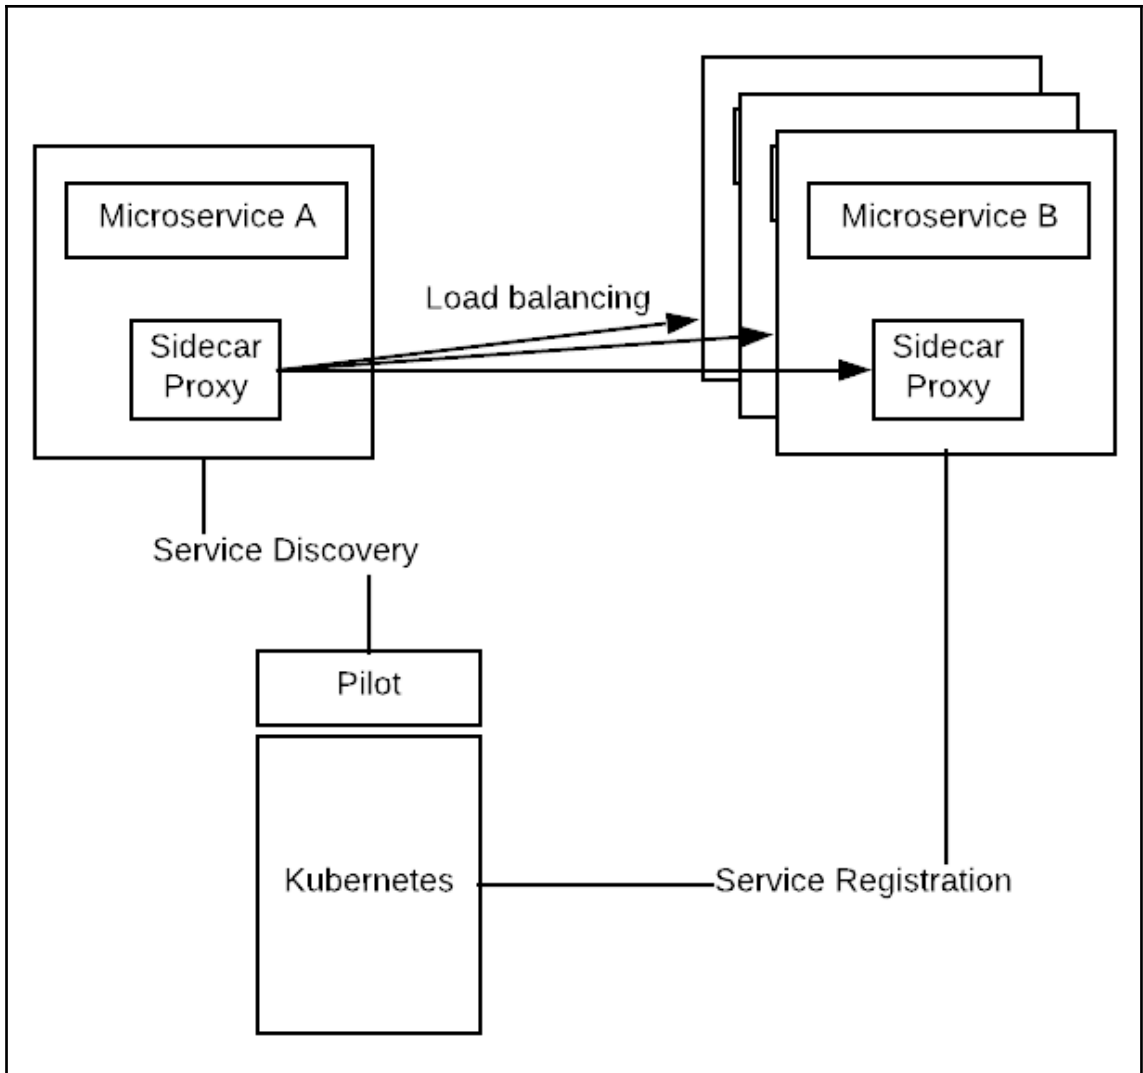 Microservice A
Microservice B
Load balancing
Sidecar
Proxy
Sidecar
Proxy
Service Discovery
Pilot
Kubernetes
Service Registration